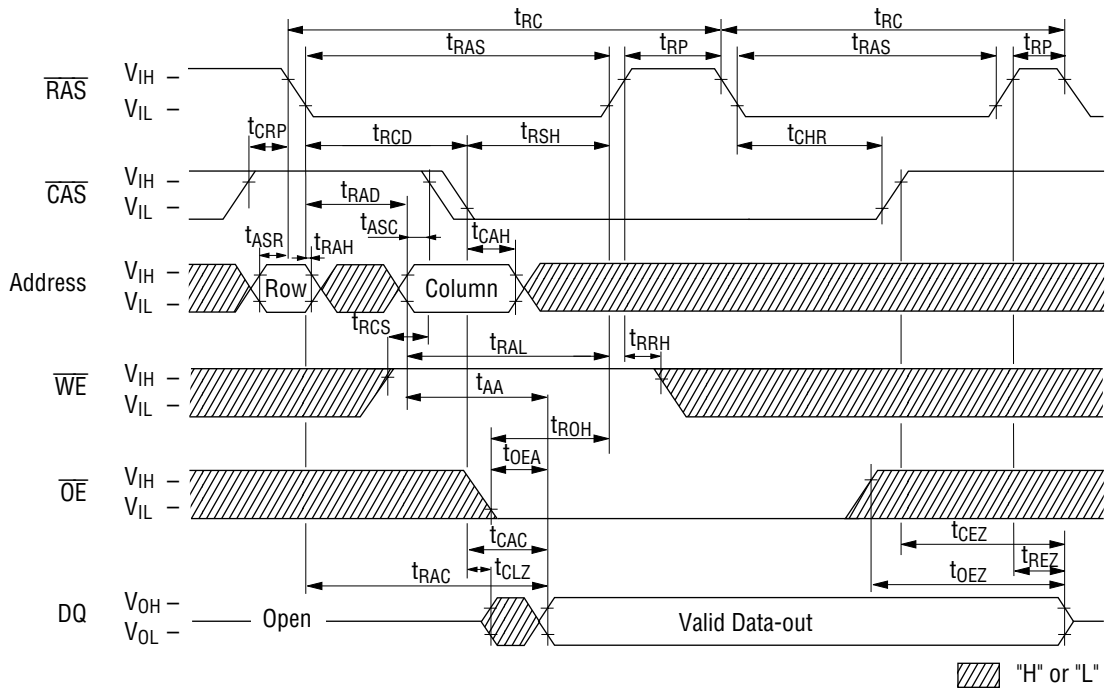 tRC tRC
tRAS tRP tRAS tRP
RAS VIH –
VIL –
tCRP tRCD tRSH tCHR
CAS VIH –
VIL –
tRAD
tASC tCAH
tASR tRAH
Address VIH –
VIL –
Row Column
tRCS tRAL tRRH
WE VIH –
VIL –
tAA
tROH
tOEA
OE VIH –
VIL –
tCAC tCEZ
tRAC tCLZ tREZ
tOEZ
DQ VOH –
VOL –
Open Valid Data-out
"H" or "L"